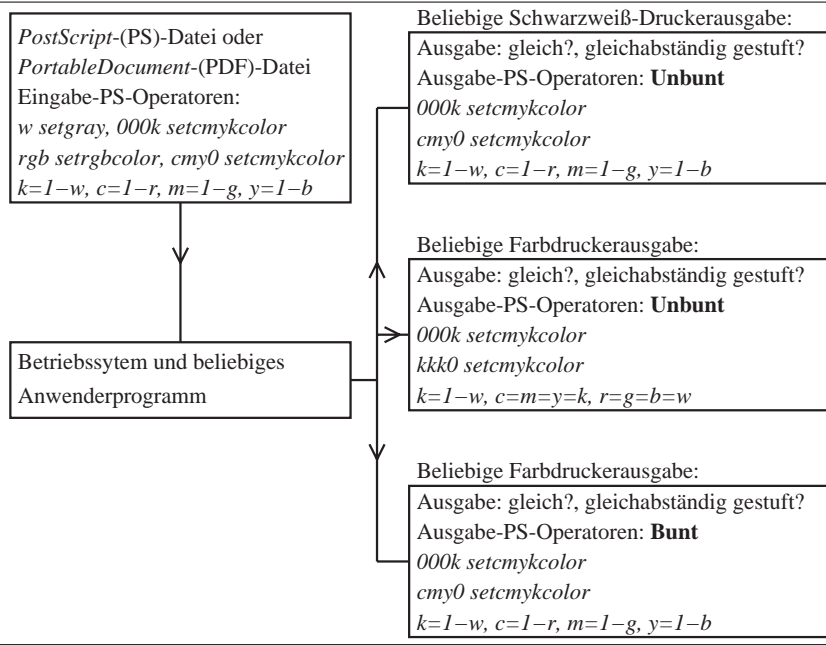 PostScript-(PS)-Datei oder
PortableDocument-(PDF)-Datei
Eingabe-PS-Operatoren:
w setgray, 000k setcmykcolor
rgb setrgbcolor, cmy0 setcmykcolor
k=1−w, c=1−r, m=1−g, y=1−b
Betriebssytem und beliebiges
Anwenderprogramm
Beliebige Schwarzweiß-Druckerausgabe:
Ausgabe: gleich?, gleichabständig gestuft?
Ausgabe-PS-Operatoren: Unbunt
000k setcmykcolor
cmy0 setcmykcolor
k=1−w, c=1−r, m=1−g, y=1−b
Beliebige Farbdruckerausgabe:
Ausgabe: gleich?, gleichabständig gestuft?
Ausgabe-PS-Operatoren: Unbunt
000k setcmykcolor
kkk0 setcmykcolor
k=1−w, c=m=y=k, r=g=b=w
Beliebige Farbdruckerausgabe:
Ausgabe: gleich?, gleichabständig gestuft?
Ausgabe-PS-Operatoren: Bunt
000k setcmykcolor
cmy0 setcmykcolor
k=1−w, c=1−r, m=1−g, y=1−b